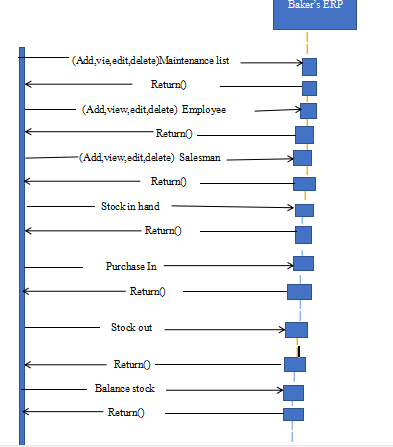 Baker's ERP
(Add,vie,edit,delete)Maintenance list
Return()
(Add,view,edit,delete) Employee
Return()
(Add,view,edit,delete) Salesman
Return()
Stock in hand
Return()
Purchase In
Return()
Stock out
Return()
Balance stock
Return()